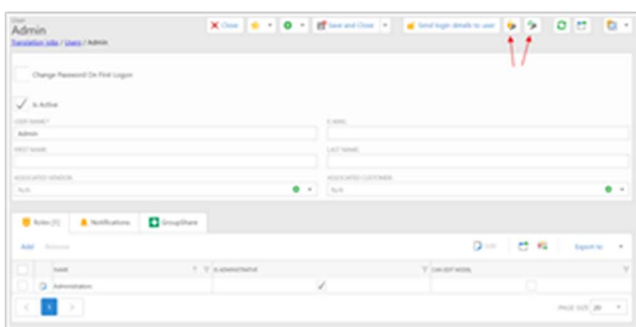 User
Admin
Translation jobs / Users / Admin
Close
Save and Close
Send login details to user
Change Password On First Logon
Is Active
USER NAME*
E-MAIL
Admin
FIRST NAME
LAST NAME
ASSOCIATED VENDOR
ASSOCIATED CUSTOMER
N/A
N/A
Roles [1]
Notifications
GroupShare
Add
Remove
Edit
Export to
NAME
IS ADMINISTRATIVE
CAN EDIT MODEL
Administrators
1
PAGE SIZE 20